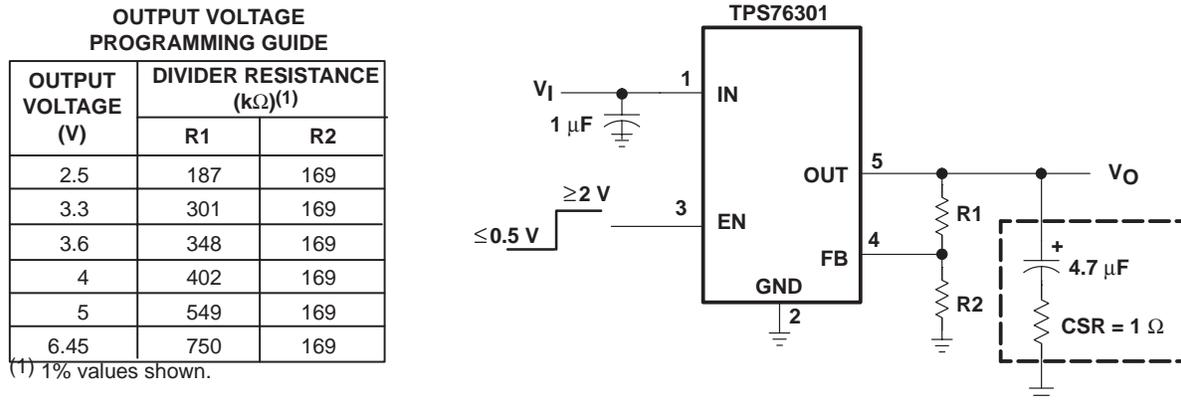 OUTPUT VOLTAGE
PROGRAMMING GUIDE
OUTPUT
VOLTAGE
(V)
DIVIDER RESISTANCE
(kΩ)(1)
R1 R2
2.5 187 169
3.3 301 169
3.6 348 169
4 402 169
5 549 169
6.45 750 169
(1) 1% values shown.
TPS76301
VI
1 IN
1 μF
OUT 5
VO
≥2 V
≤0.5 V
3 EN
R1
FB 4
+
4.7 μF
GND
2
R2
CSR = 1 Ω